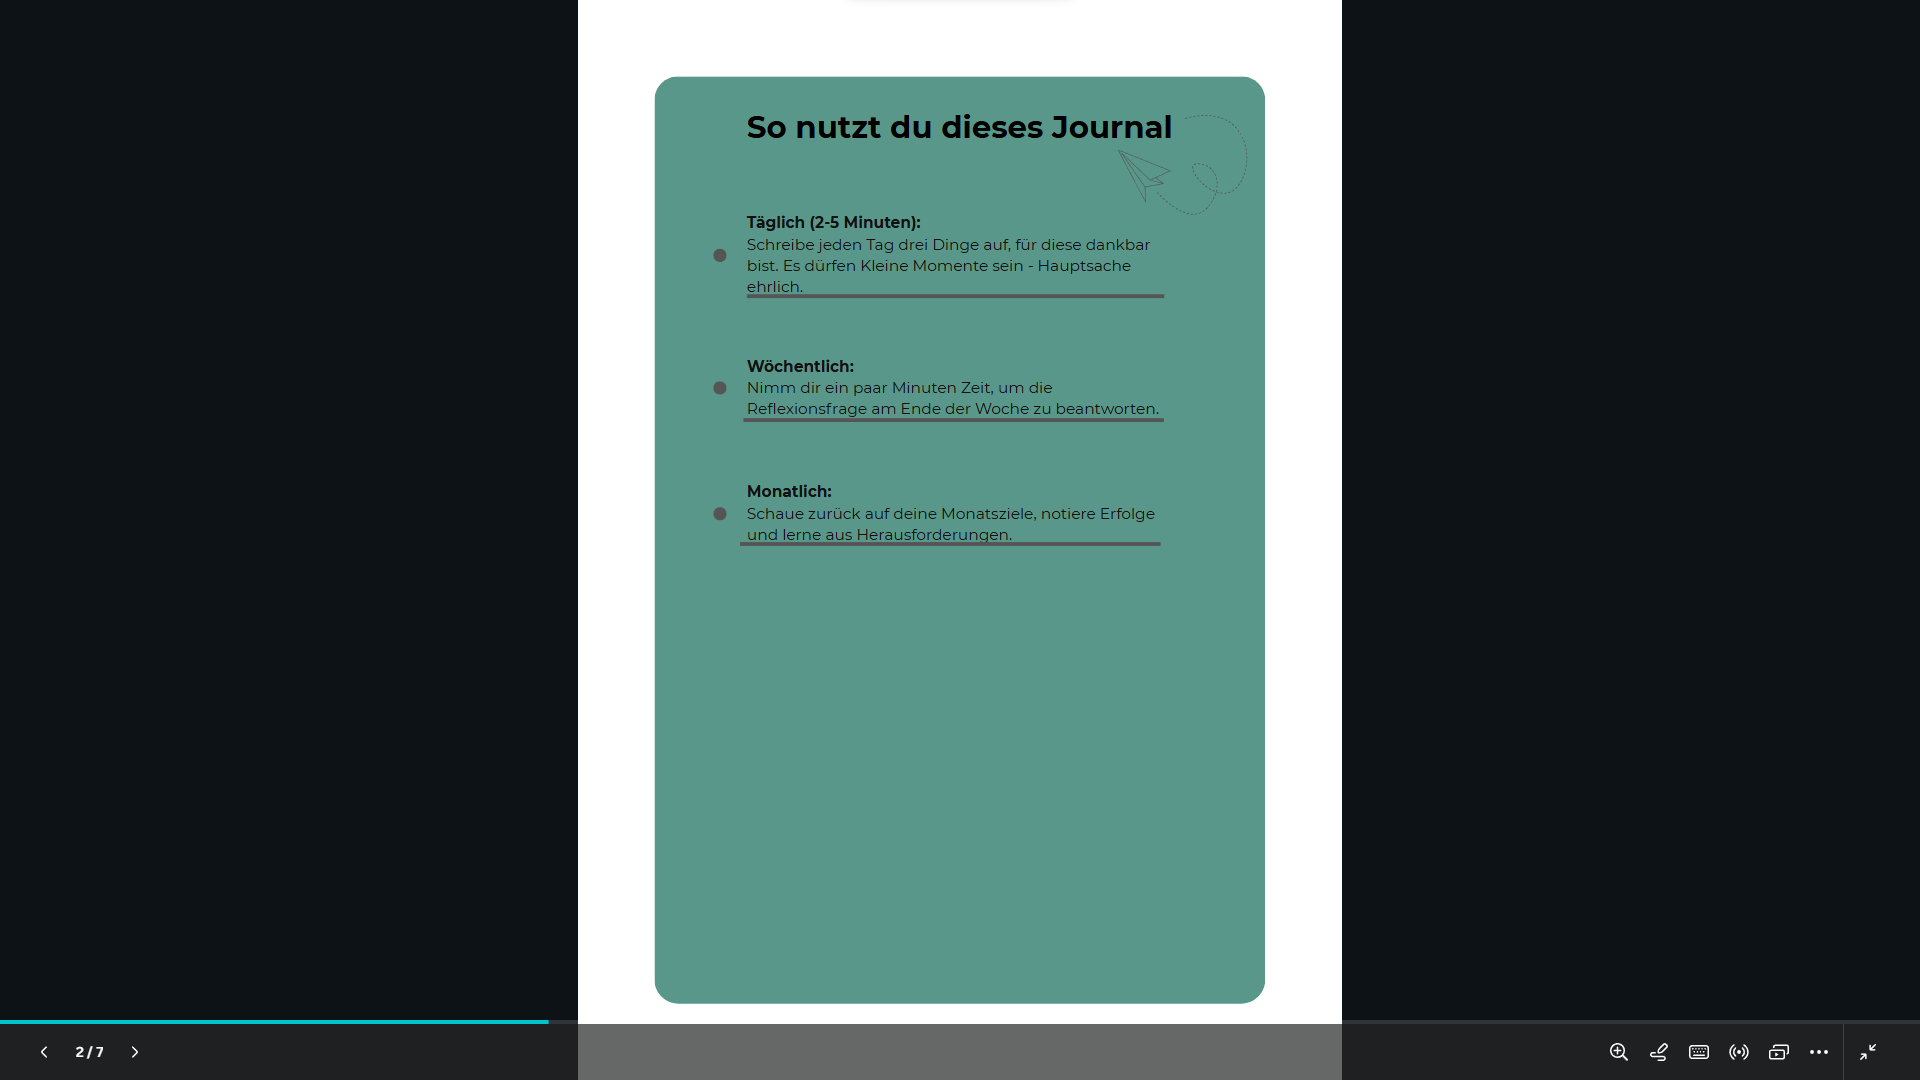 So nutzt du dieses Journal
Täglich (2-5 Minuten):
Schreibe jeden Tag drei Dinge auf, für diese dankbar
bist. Es dürfen Kleine Momente sein - Hauptsache
ehrlich.
Wöchentlich:
Nimm dir ein paar Minuten Zeit, um die
Reflexionsfrage am Ende der Woche zu beantworten.
Monatlich:
Schaue zurück auf deine Monatsziele, notiere Erfolge
und lerne aus Herausforderungen.
2 / 7